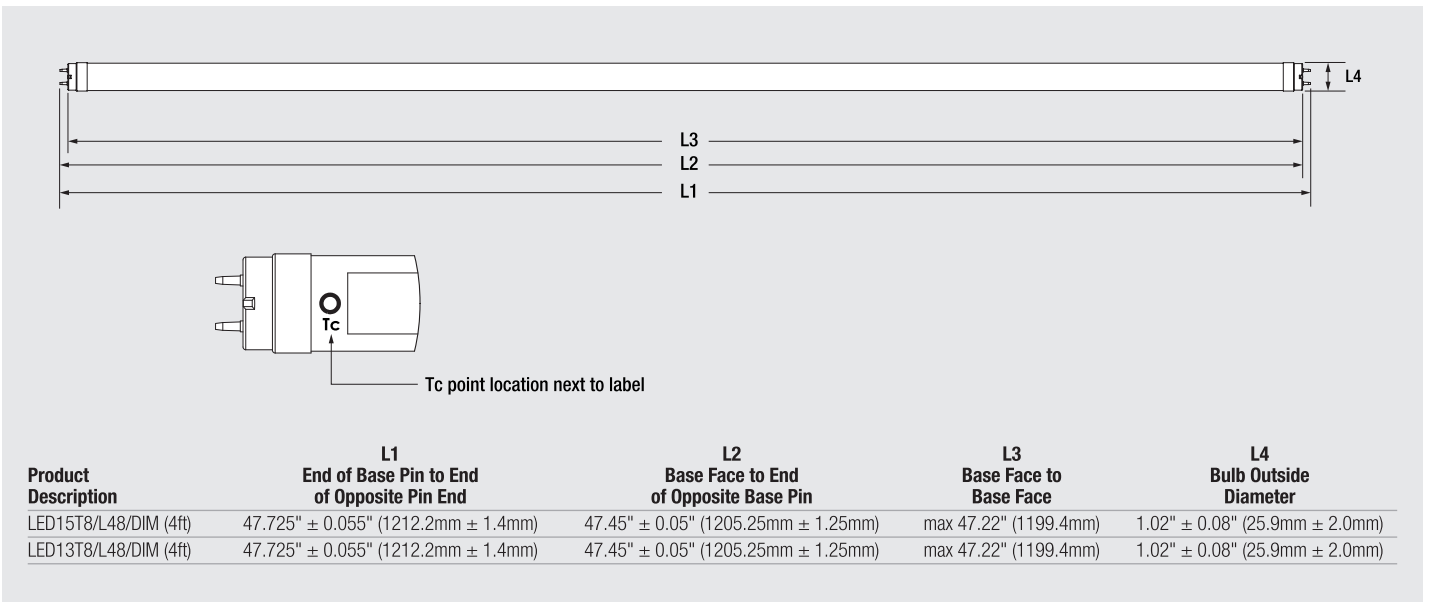 L4
L3
L2
L1
Tc
Tc point location next to label
Product
Description
L1
End of Base Pin to End
of Opposite Pin End
L2
Base Face to End
of Opposite Base Pin
L3
Base Face to
Base Face
L4
Bulb Outside
Diameter
LED15T8/L48/DIM (4ft) 47.725" ± 0.055" (1212.2mm ± 1.4mm) 47.45" ± 0.05" (1205.25mm ± 1.25mm) max 47.22" (1199.4mm) 1.02" ± 0.08" (25.9mm ± 2.0mm)
LED13T8/L48/DIM (4ft) 47.725" ± 0.055" (1212.2mm ± 1.4mm) 47.45" ± 0.05" (1205.25mm ± 1.25mm) max 47.22" (1199.4mm) 1.02" ± 0.08" (25.9mm ± 2.0mm)